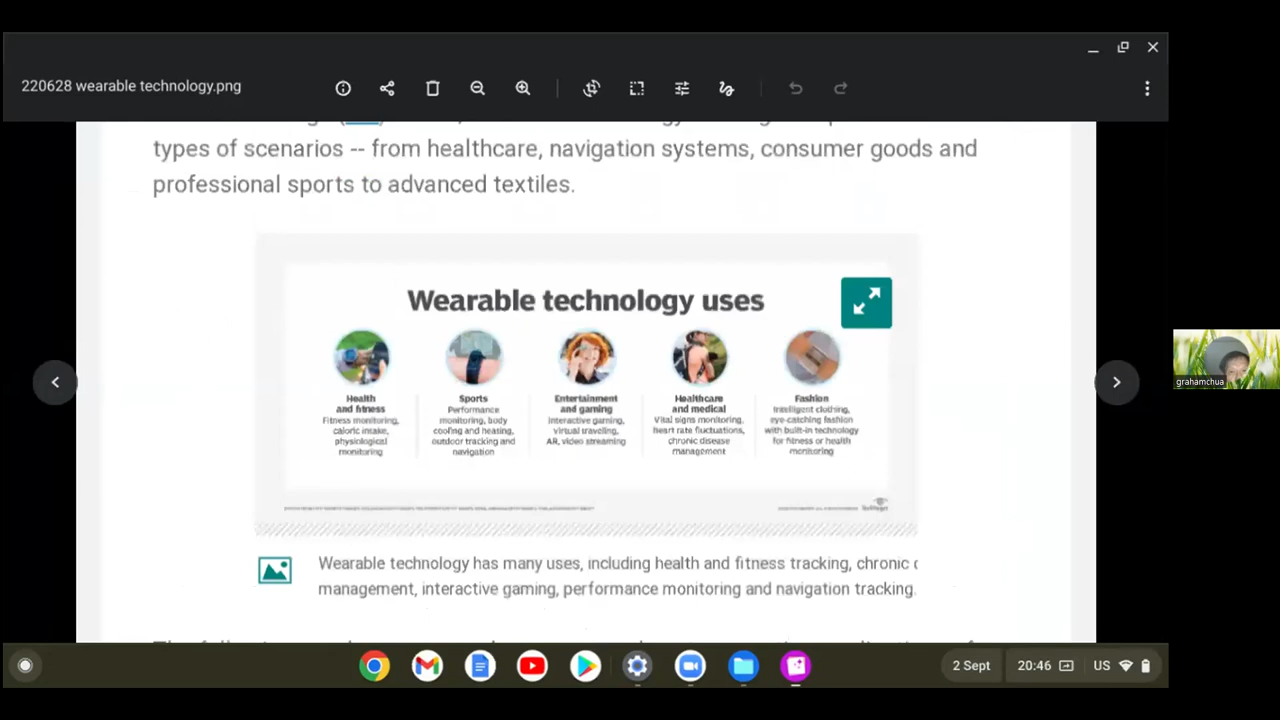 220628 wearable technology.png
types of scenarios -- from healthcare, navigation systems, consumer goods and
professional sports to advanced textiles.
Wearable technology uses
Health
and fitness
Fitness monitoring,
caloric intake,
physiological
monitoring
Sports
Performance
monitoring, body
cooling and heating,
outdoor tracking and
navigation
Entertainment
and gaming
Interactive gaming,
virtual traveling,
AR, video streaming
Healthcare
and medical
Vital signs monitoring,
heart rate fluctuations,
chronic disease
management
Fashion
Intelligent clothing,
eye-catching fashion
with built-in technology
for fitness or health
monitoring
Wearable technology has many uses, including health and fitness tracking, chronic
management, interactive gaming, performance monitoring and navigation tracking.
grahamchua
2 Sept
20:46
US